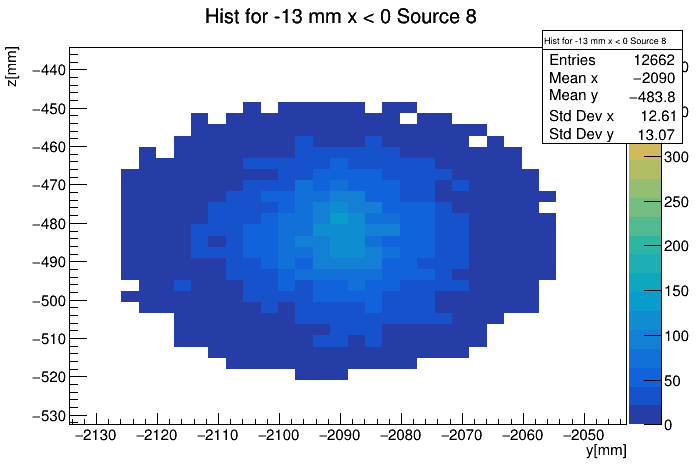 Hist for -13 mm x < 0 Source 8
z[mm]
Hist for -13 mm x < 0 Source 8
Entries 12662
Mean x −2090
Mean y −483.8
Std Dev x 12.61
Std Dev y 13.07
−440
−450
−460
−470
−480
−490
−500
−510
−520
−530
−2130 −2120 −2110 −2100 −2090 −2080 −2070 −2060 −2050
y[mm]
300
250
200
150
100
50
0